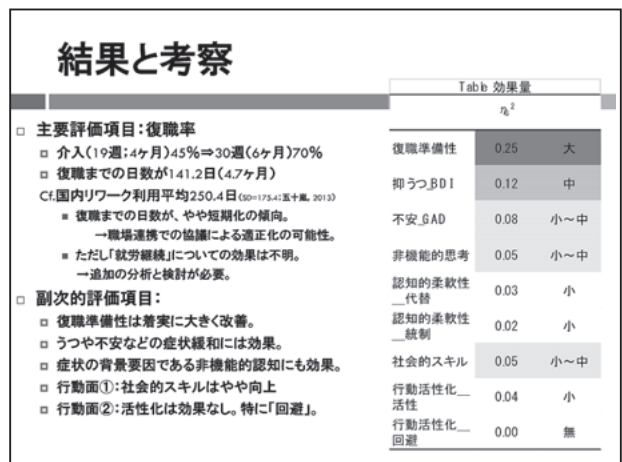 結果と考察
□ 主要評価項目：復職率
□ 介入(19週；4ヶ月)45％⇒30週(6ヶ月)70％
□ 復職までの日数が141.2日(4.7ヶ月)
Cf.国内リワーク利用平均250.4日(SD=175.4；五十嵐，2013)
■ 復職までの日数が、やや短期化の傾向。
→職場連携での協議による適正化の可能性。
■ ただし「就労継続」についての効果は不明。
→追加の分析と検討が必要。
□ 副次的評価項目：
□ 復職準備性は着実に大きく改善。
□ うつや不安などの症状緩和には効果。
□ 症状の背景要因である非機能的認知にも効果。
□ 行動面①：社会的スキルはやや向上
□ 行動面②：活性化は効果なし。特に「回避」。
Table 効果量
復職準備性 0.25 大
抑うつ_BDI 0.12 中
不安_GAD 0.08 小～中
非機能的思考 0.05 小～中
認知的柔軟性
__代替 0.03 小
認知的柔軟性
__統制 0.02 小
社会的スキル 0.05 小～中
行動活性化__
活性 0.04 小
行動活性化__
回避 0.00 無